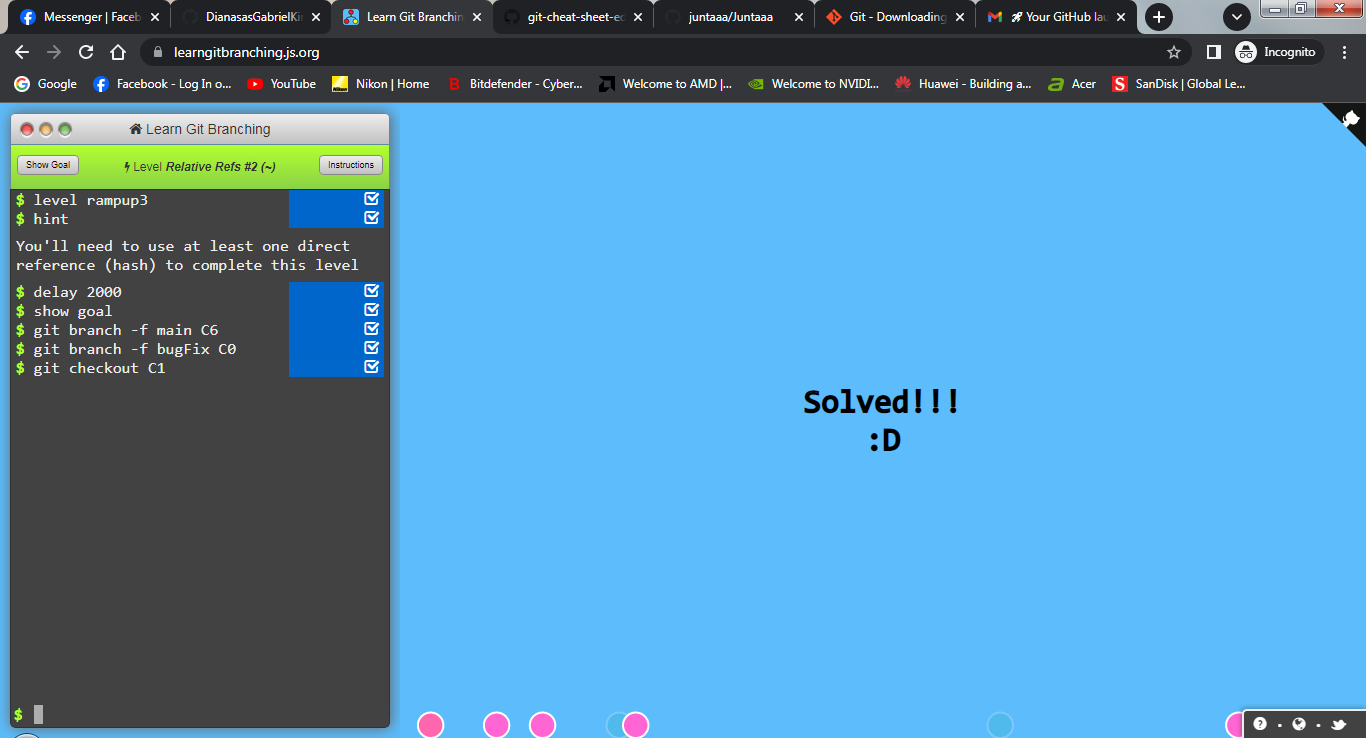 Messenger | Faceb
DianasasGabrielKi
Learn Git Branchin
git-cheat-sheet-ed
juntaaa/Juntaaa
Git - Downloading
Your GitHub lau
learngitbranching.js.org
Incognito
Google
Facebook - Log In o...
YouTube
Nikon | Home
Bitdefender - Cyber...
Welcome to AMD |...
Welcome to NVIDI...
Huawei - Building a...
Acer
SanDisk | Global Le...
Learn Git Branching
Show Goal
Level Relative Refs #2 (~)
Instructions
$ level rampup3
$ hint
You'll need to use at least one direct
reference (hash) to complete this level
$ delay 2000
$ show goal
$ git branch -f main C6
$ git branch -f bugFix C0
$ git checkout C1
Solved!!!
:D
$